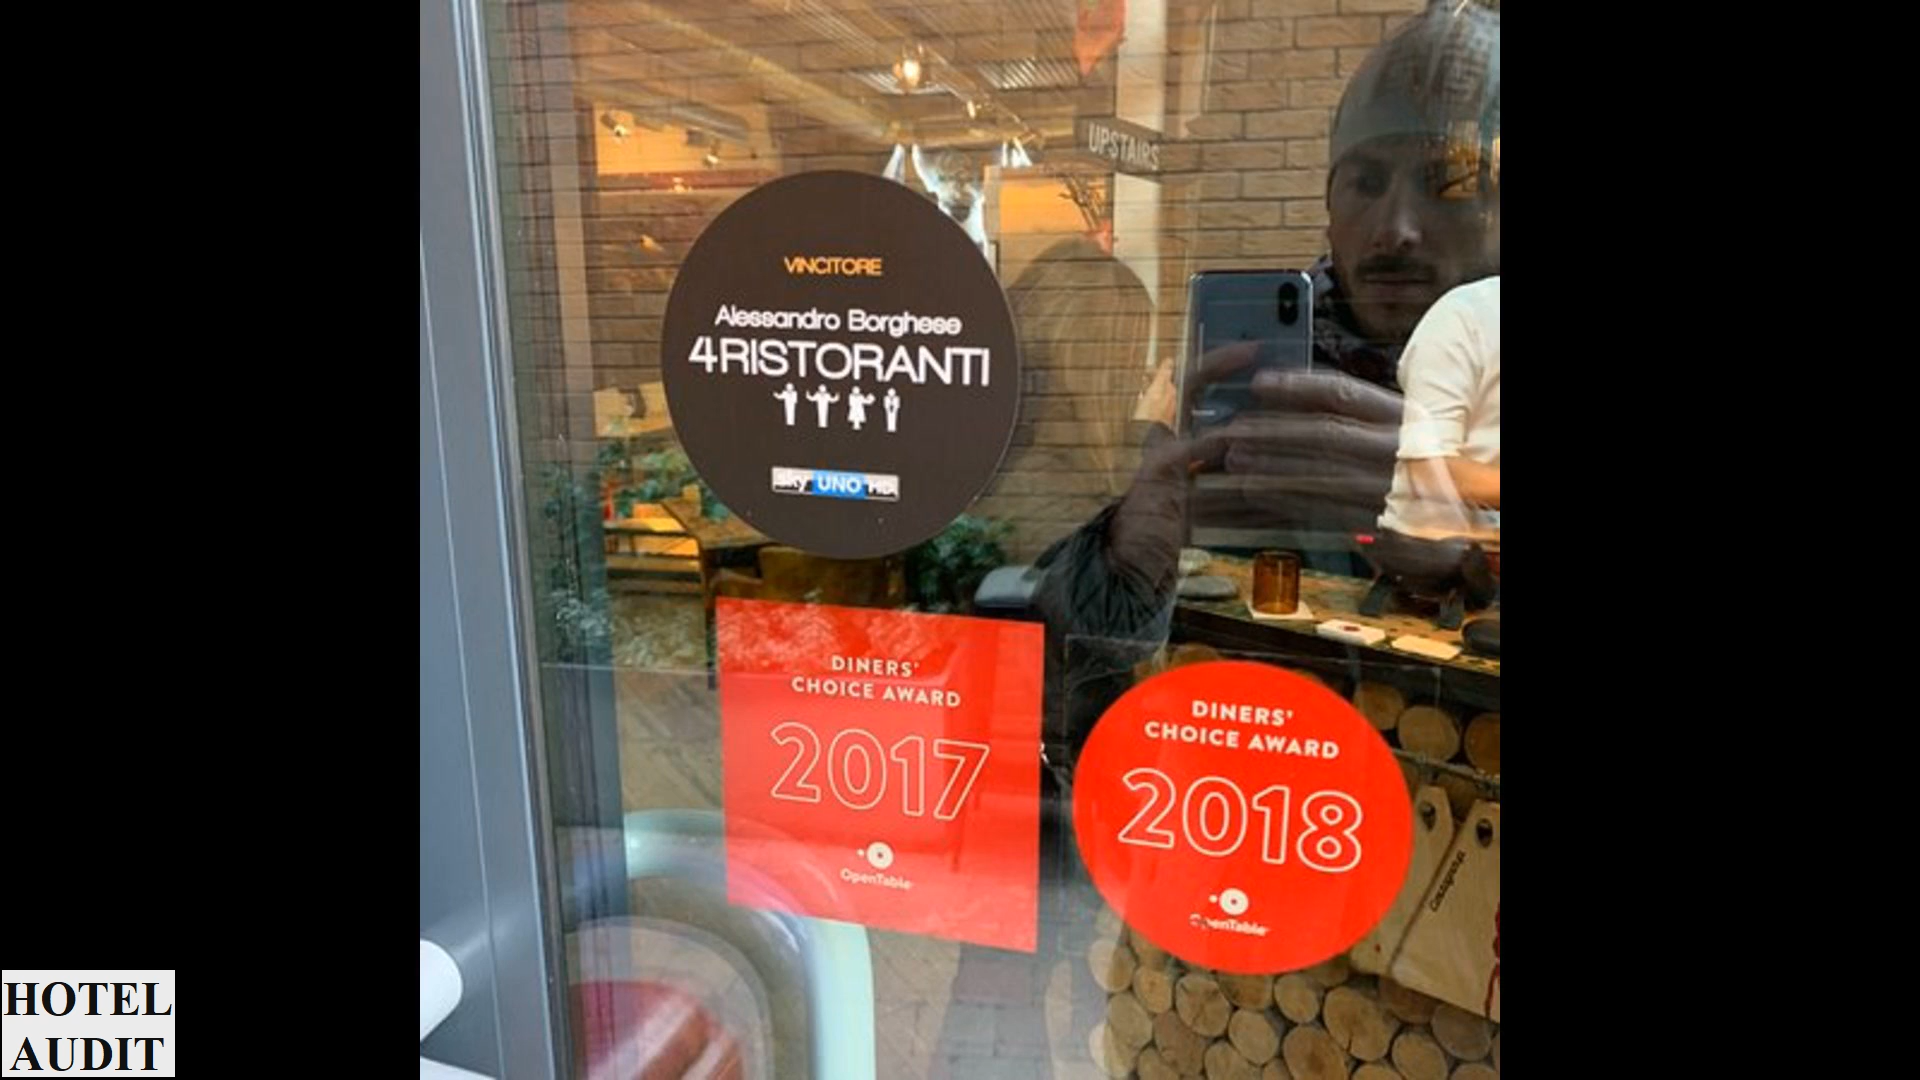 UPSTAIRS
VINCITORE
Alessandro Borghese
4RISTORANTI
sky UNO HD
DINERS'
CHOICE AWARD
2017
OpenTable
DINERS'
CHOICE AWARD
2018
OpenTable
HOTEL
AUDIT